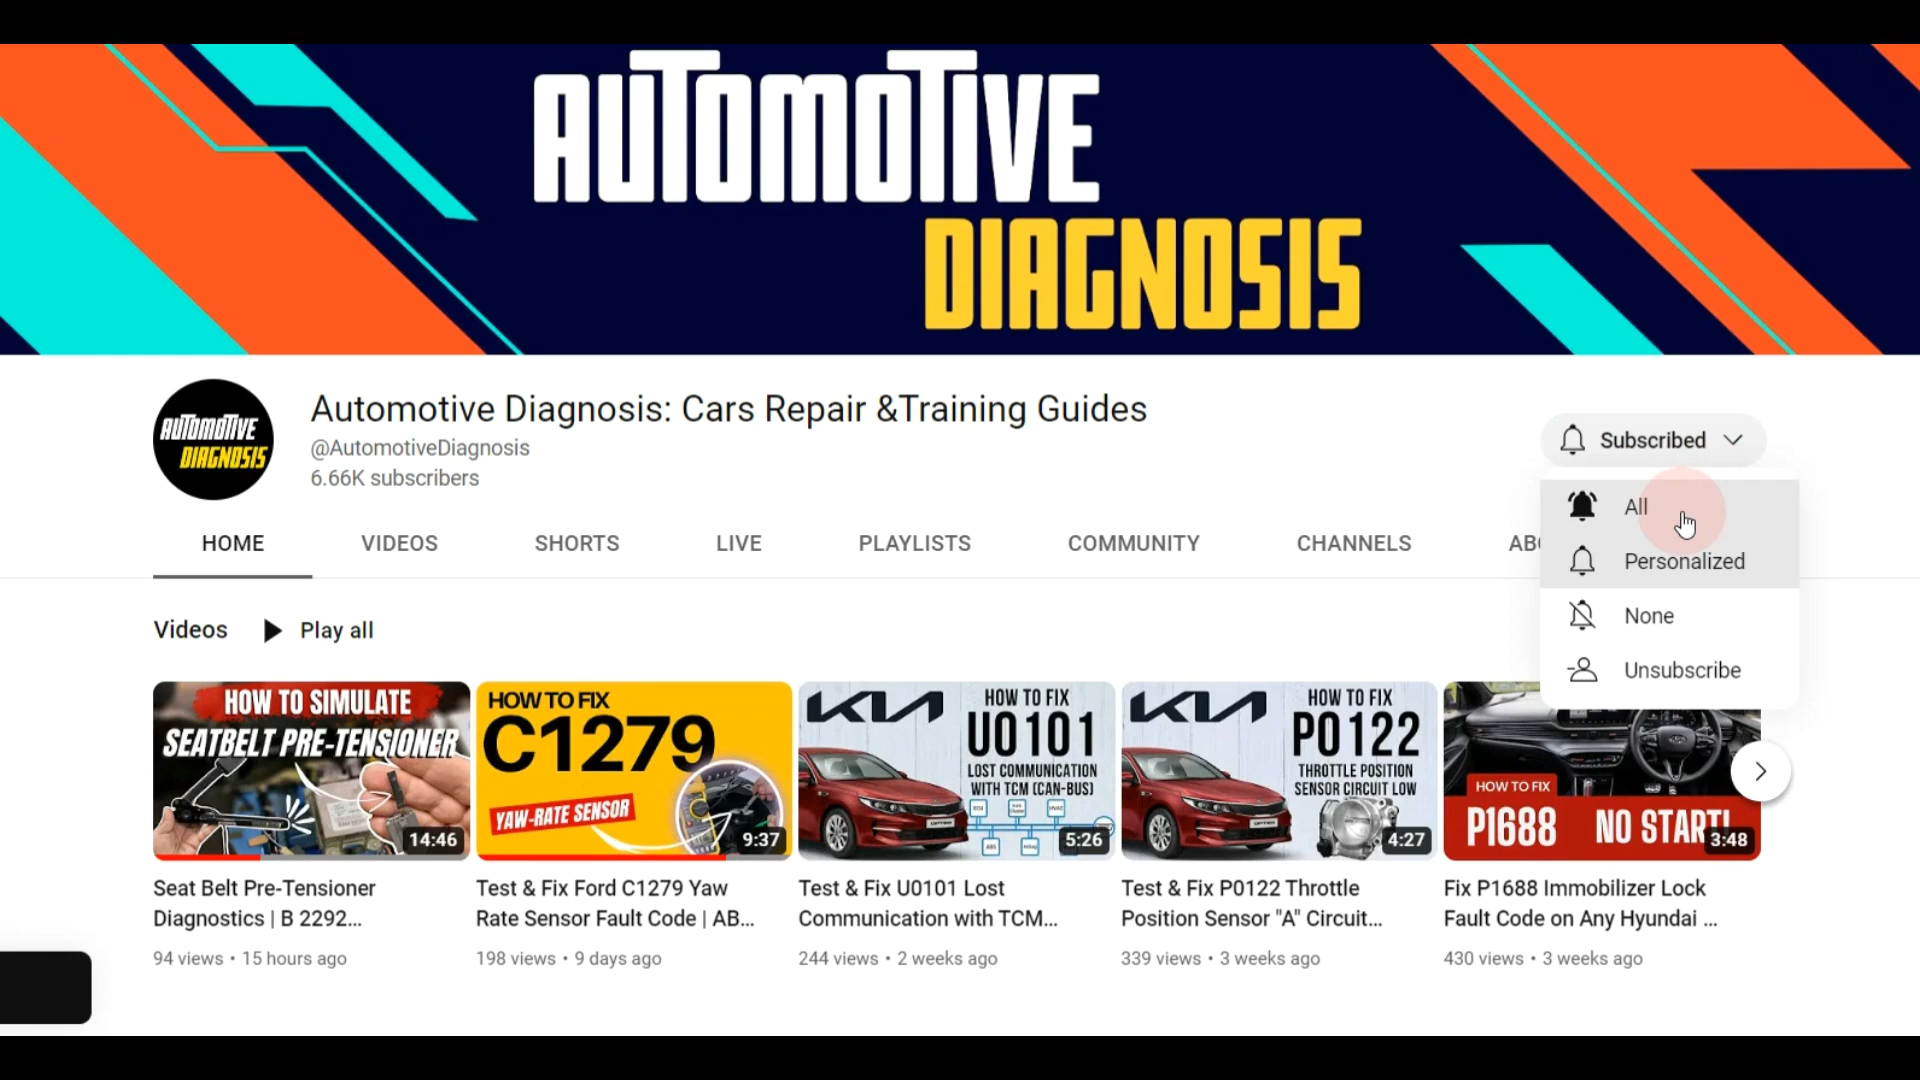 AUTOMOTIVE
DIAGNOSIS
AUTOMOTIVE
DIAGNOSIS
Automotive Diagnosis: Cars Repair &Training Guides
@AutomotiveDiagnosis
6.66K subscribers
Subscribed
All
Personalized
None
Unsubscribe
HOME VIDEOS SHORTS LIVE PLAYLISTS COMMUNITY CHANNELS
Videos Play all
HOW TO SIMULATE
SEATBELT PRE-TENSIONER
14:46
HOW TO FIX
C1279
YAW-RATE SENSOR
9:37
KIA
HOW TO FIX
U0101
LOST COMMUNICATION
WITH TCM (CAN-BUS)
5:26
KIA
HOW TO FIX
P0122
THROTTLE POSITION
SENSOR CIRCUIT LOW
4:27
HOW TO FIX
P1688 NO START!
3:48
Seat Belt Pre-Tensioner
Diagnostics | B 2292...
94 views • 15 hours ago
Test & Fix Ford C1279 Yaw
Rate Sensor Fault Code | AB...
198 views • 9 days ago
Test & Fix U0101 Lost
Communication with TCM...
244 views • 2 weeks ago
Test & Fix P0122 Throttle
Position Sensor "A" Circuit...
339 views • 3 weeks ago
Fix P1688 Immobilizer Lock
Fault Code on Any Hyundai ...
430 views • 3 weeks ago